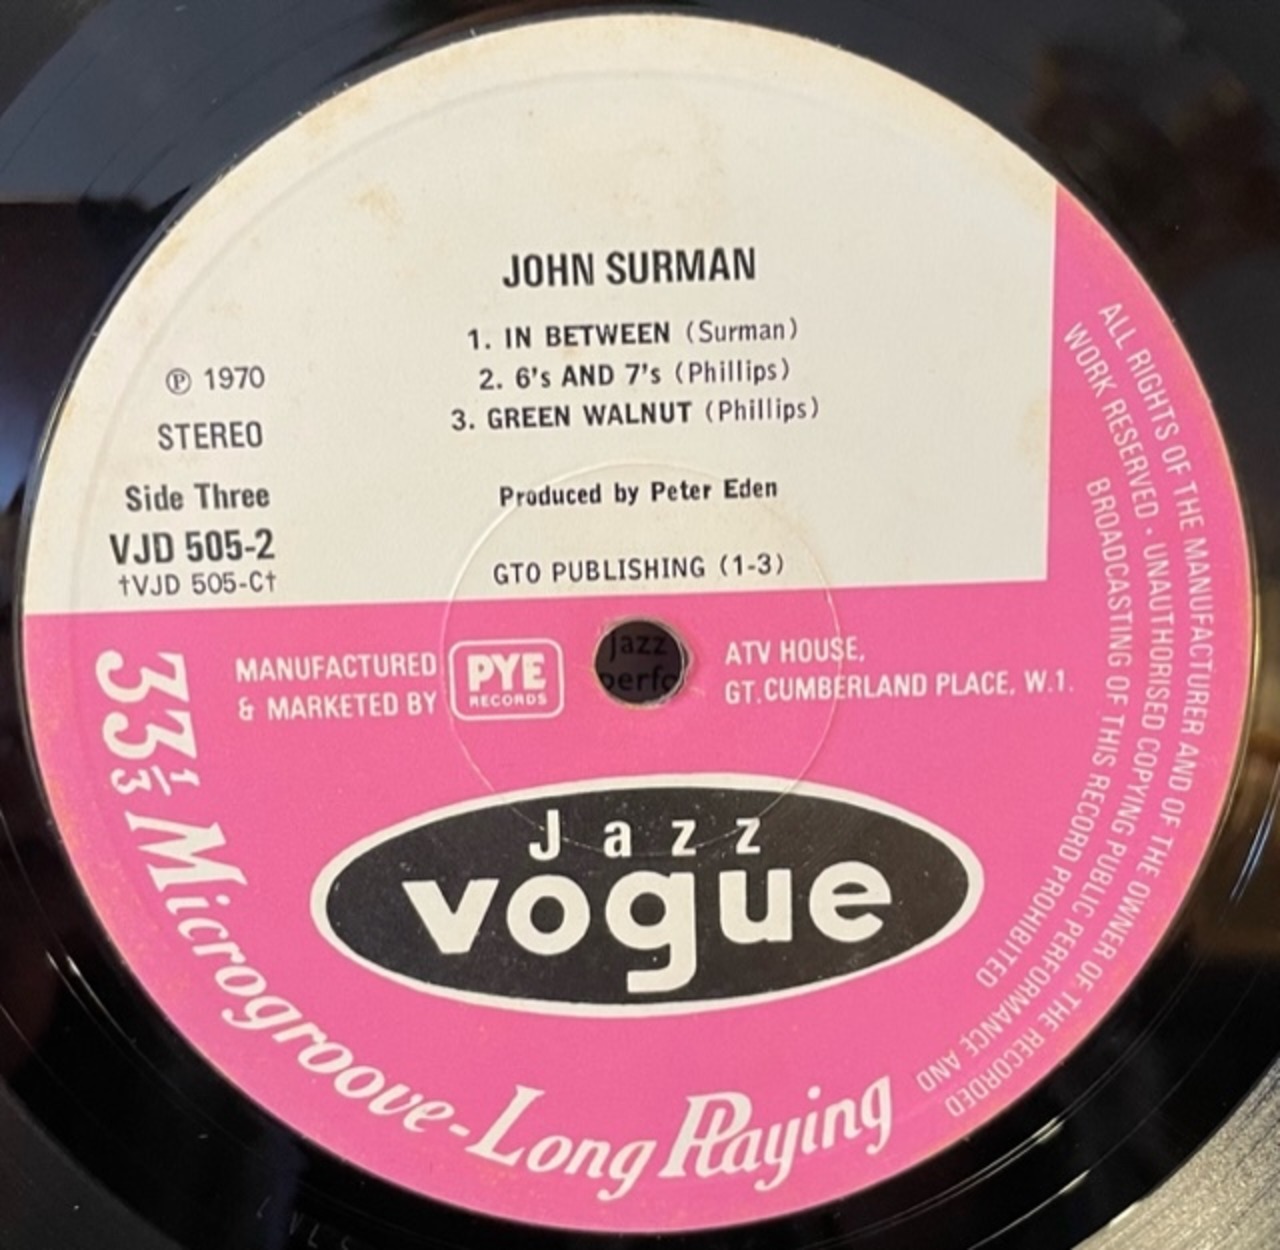 JOHN SURMAN
1. IN BETWEEN (Surman)
2. 6's AND 7's (Phillips)
3. GREEN WALNUT (Phillips)
Produced by Peter Eden
GTO PUBLISHING (1-3)
℗ 1970
STEREO
Side Three
VJD 505-2
†VJD 505-C†
MANUFACTURED
& MARKETED BY
PYE
RECORDS
ATV HOUSE,
GT.CUMBERLAND PLACE, W.1.
Jazz
perfo
Jazz
vogue
33⅓ Microgroove-Long Playing
ALL RIGHTS OF THE MANUFACTURER AND OF THE OWNER OF THE RECORDED
WORK RESERVED · UNAUTHORISED COPYING PUBLIC PERFORMANCE AND
BROADCASTING OF THIS RECORD PROHIBITED